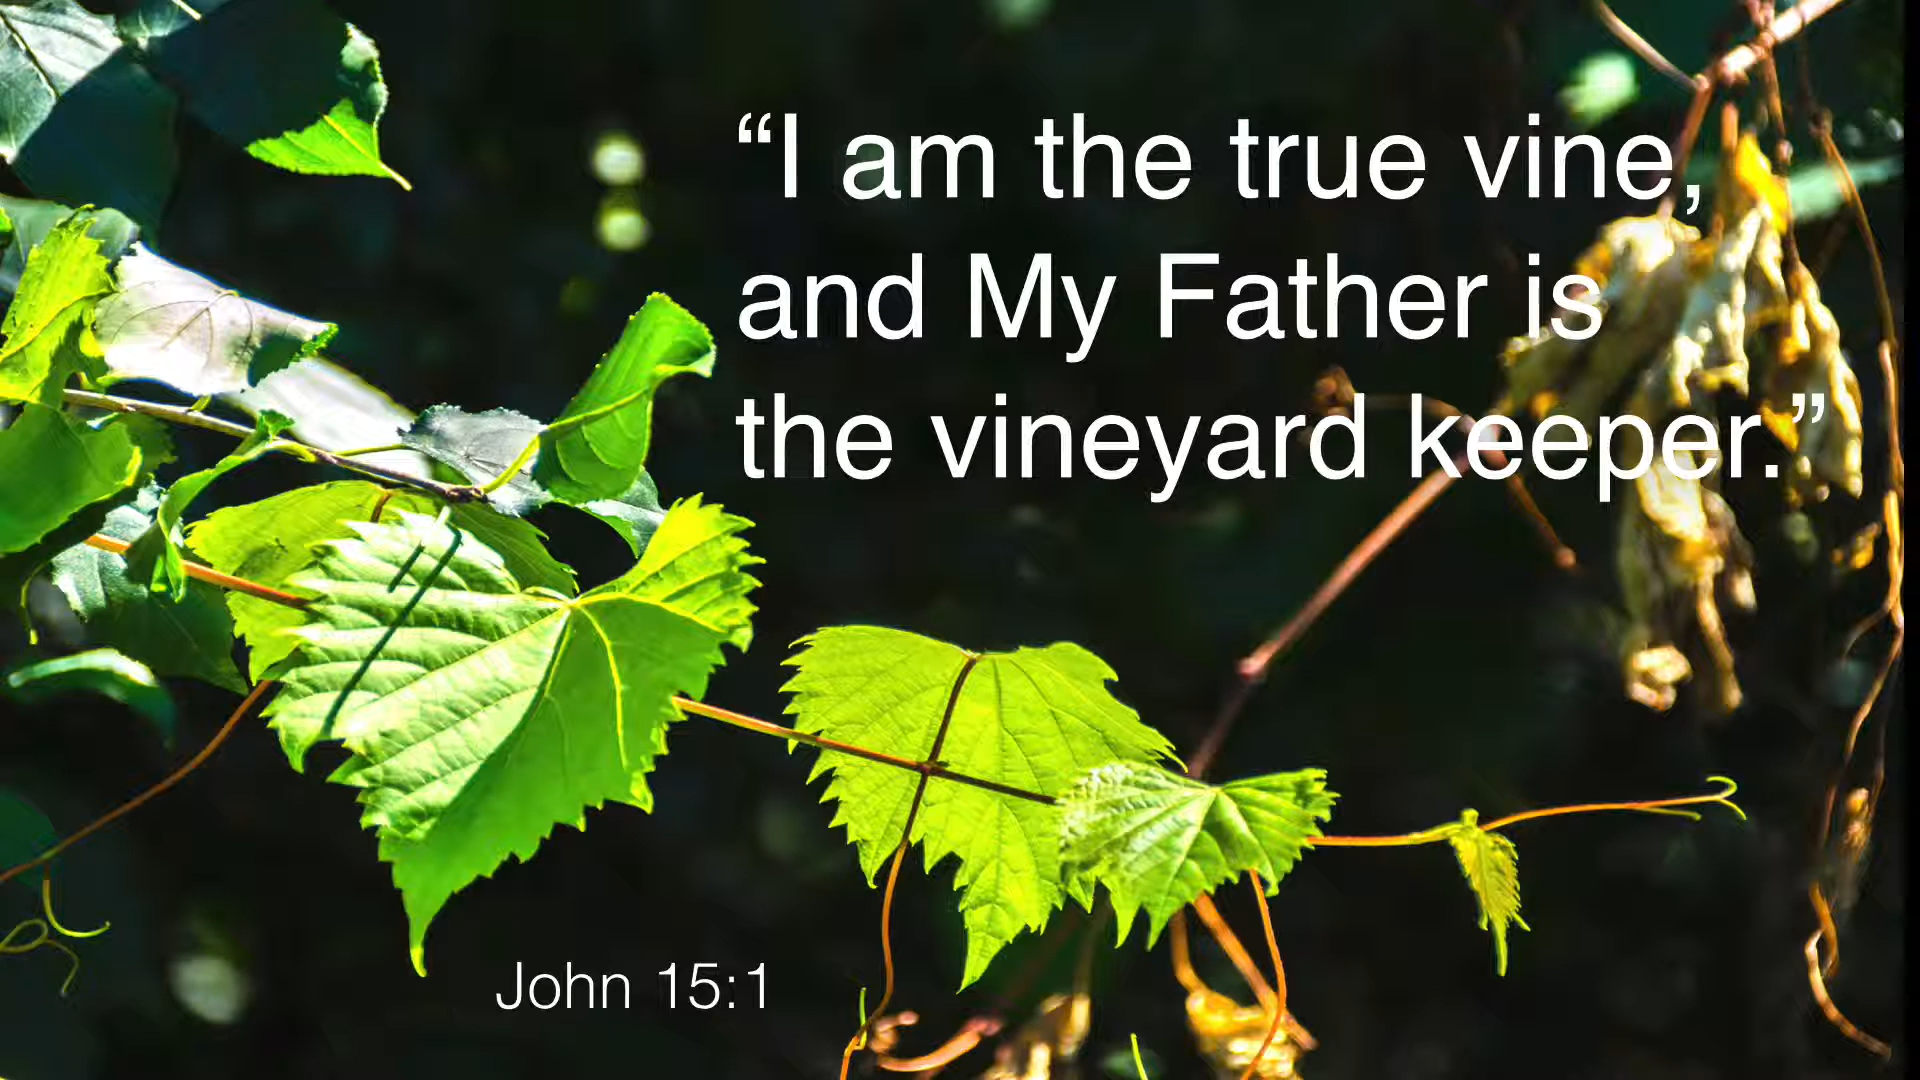 “I am the true vine,
and My Father is
the vineyard keeper.”
John 15:1